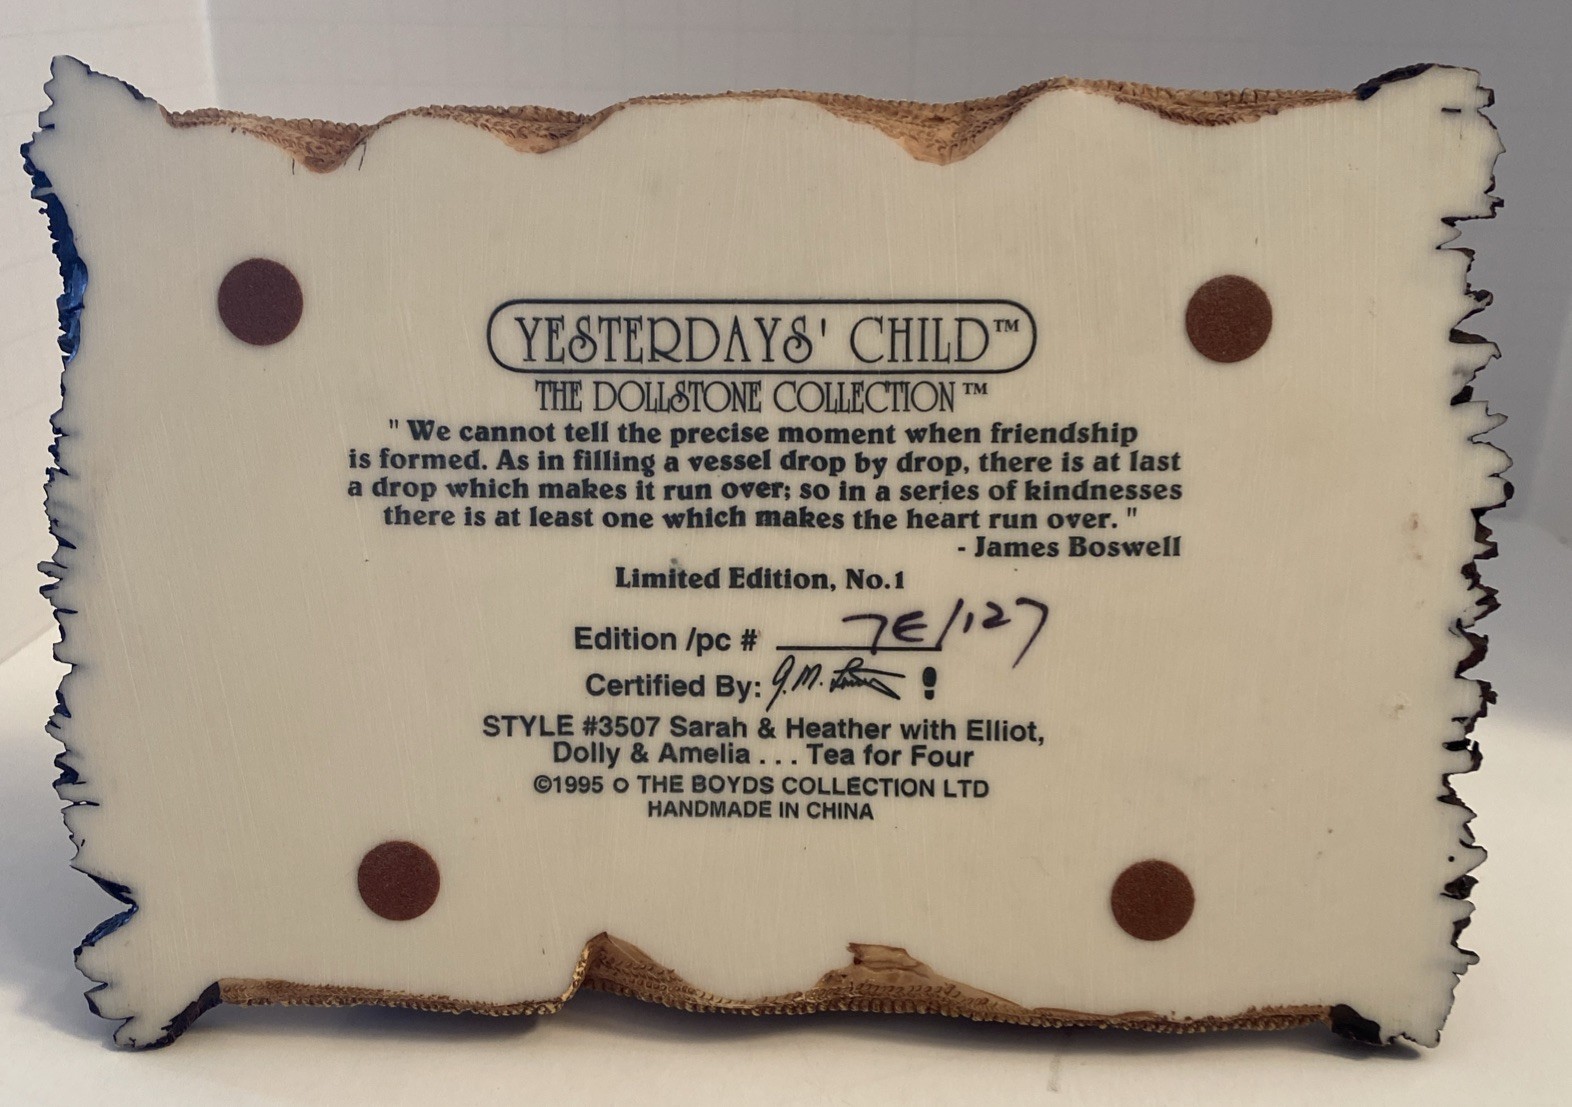 YESTERDAYS' CHILD™
THE DOLLSTONE COLLECTION™
" We cannot tell the precise moment when friendship
is formed. As in filling a vessel drop by drop, there is at last
a drop which makes it run over; so in a series of kindnesses
there is at least one which makes the heart run over. "
- James Boswell
Limited Edition, No.1
Edition /pc # 7E/127
Certified By: G.M.
STYLE #3507 Sarah & Heather with Elliot,
Dolly & Amelia . . . Tea for Four
©1995 o THE BOYDS COLLECTION LTD
HANDMADE IN CHINA